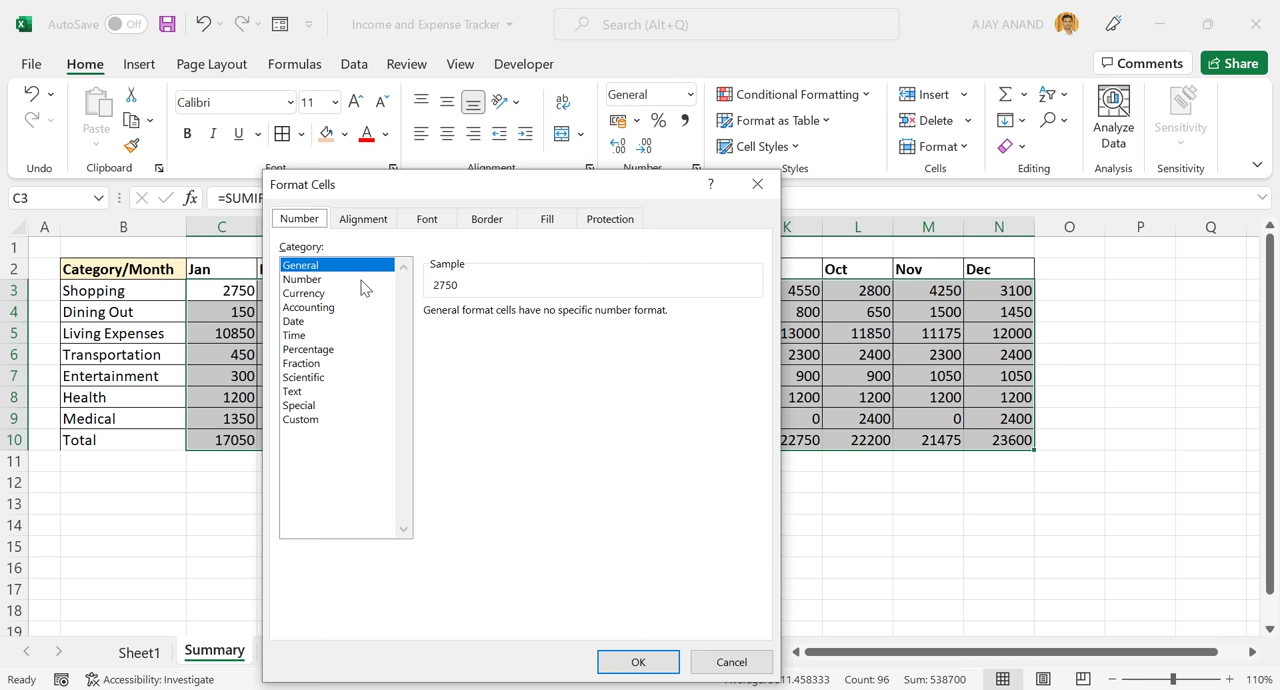 AutoSave Off Income and Expense Tracker Search (Alt+Q) AJAY ANAND
File Home Insert Page Layout Formulas Data Review View Developer Comments Share
Calibri 11 General Conditional Formatting Insert
Paste B I U % Format as Table Delete Analyze Data Sensitivity
Cell Styles Format
Undo Clipboard Font Alignment Number Styles Cells Editing Analysis Sensitivity
C3 fx =SUMIF
A B C K L M N O P Q
1
2 Category/Month Jan Oct Nov Dec
3 Shopping 2750 4550 2800 4250 3100
4 Dining Out 150 800 650 1500 1450
5 Living Expenses 10850 13000 11850 11175 12000
6 Transportation 450 2300 2400 2300 2400
7 Entertainment 300 900 900 1050 1050
8 Health 1200 1200 1200 1200 1200
9 Medical 1350 0 2400 0 2400
10 Total 17050 22750 22200 21475 23600
11
12
13
14
15
16
17
18
19
Format Cells ?
Number Alignment Font Border Fill Protection
Category:
General
Number
Currency
Accounting
Date
Time
Percentage
Fraction
Scientific
Text
Special
Custom
Sample
2750
General format cells have no specific number format.
OK Cancel
Sheet1 Summary
Ready Accessibility: Investigate Count: 96 Sum: 538700 110%